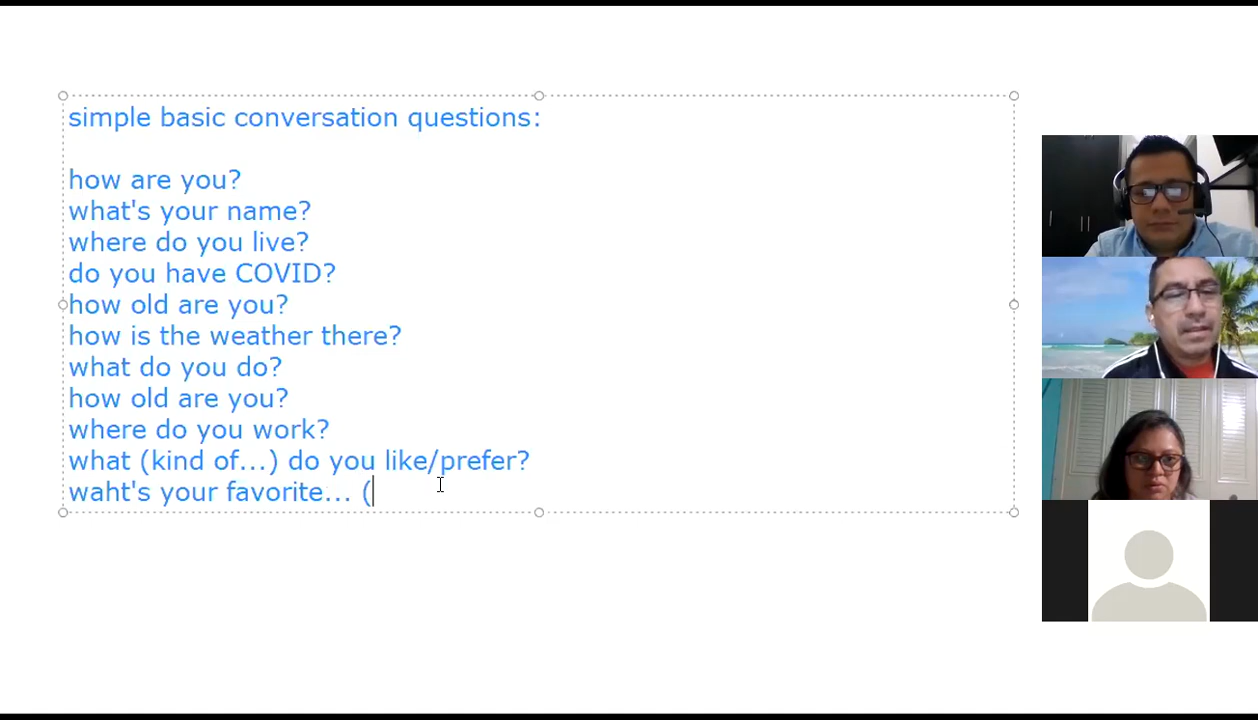 simple basic conversation questions:
how are you?
what's your name?
where do you live?
do you have COVID?
how old are you?
how is the weather there?
what do you do?
how old are you?
where do you work?
what (kind of...) do you like/prefer?
waht's your favorite... (